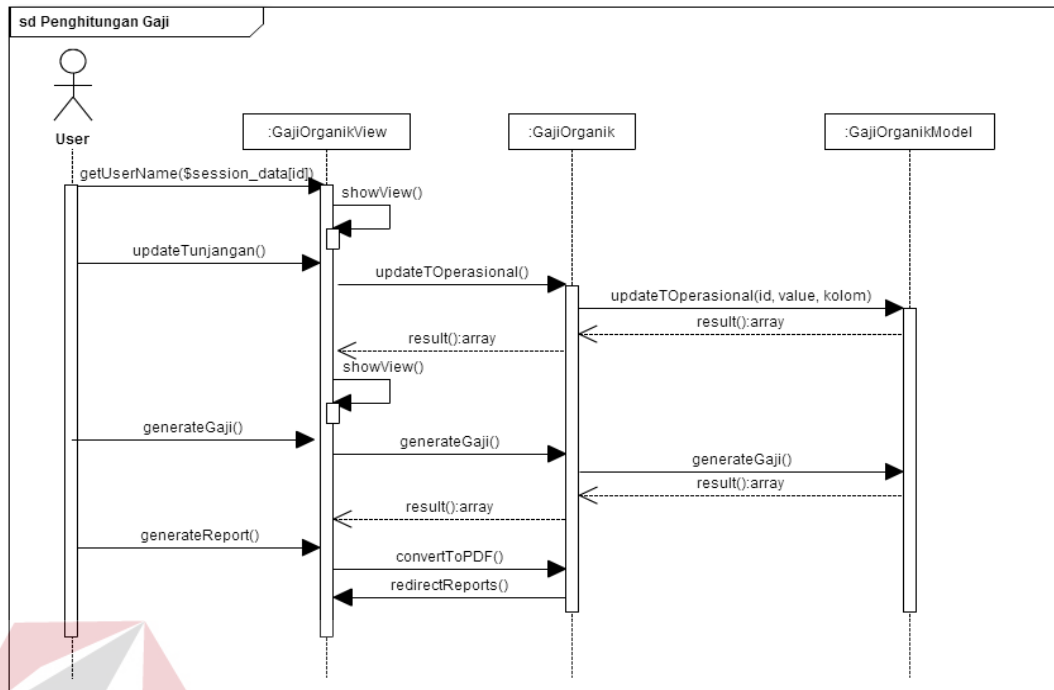 sd Penghitungan Gaji
User
:GajiOrganikView
:GajiOrganik
:GajiOrganikModel
getUserName($session_data[id])
showView()
updateTunjangan()
updateTOperasional()
updateTOperasional(id, value, kolom)
result():array
result():array
showView()
generateGaji()
generateGaji()
generateGaji()
result():array
result():array
generateReport()
convertToPDF()
redirectReports()